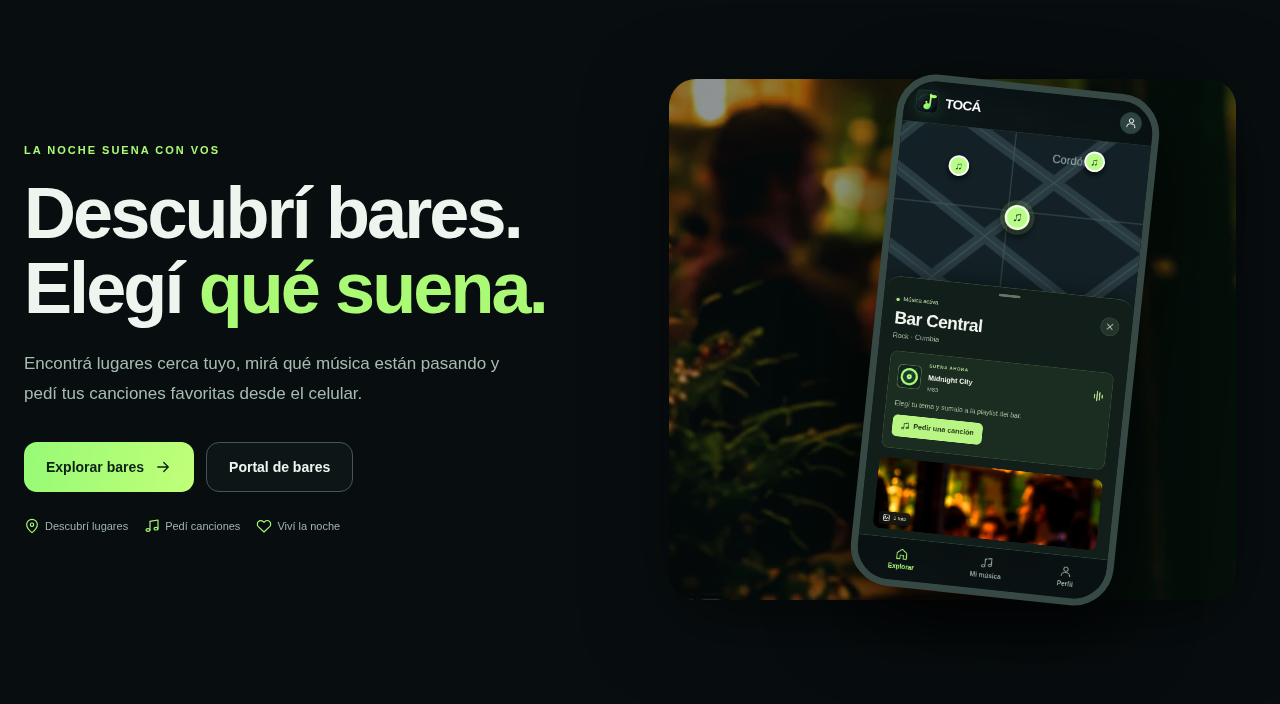 LA NOCHE SUENA CON VOS
Descubrí bares.
Elegí qué suena.
Encontrá lugares cerca tuyo, mirá qué música están pasando y
pedí tus canciones favoritas desde el celular.
Explorar bares
Portal de bares
Descubrí lugares
Pedí canciones
Viví la noche
TOCÁ
Música activa
Bar Central
Rock · Cumbia
SUENA AHORA
Midnight City
M83
Elegí tu tema y sumalo a la playlist del bar.
Pedir una canción
Explorar
Mi música
Perfil